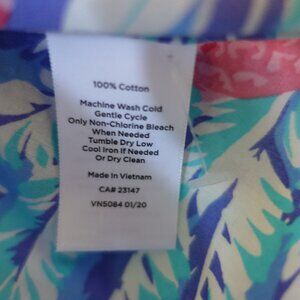 100% Cotton
Machine Wash Cold
Gentle Cycle
Only Non-Chlorine Bleach
When Needed
Tumble Dry Low
Cool Iron If Needed
Or Dry Clean
Made In Vietnam
CA# 23147
VN5084 01/20